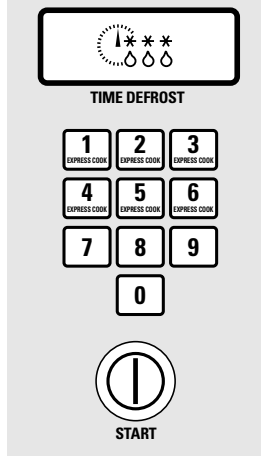 TIME DEFROST
1 2 3
EXPRESS COOK EXPRESS COOK EXPRESS COOK
4 5 6
EXPRESS COOK EXPRESS COOK EXPRESS COOK
7 8 9
0
START